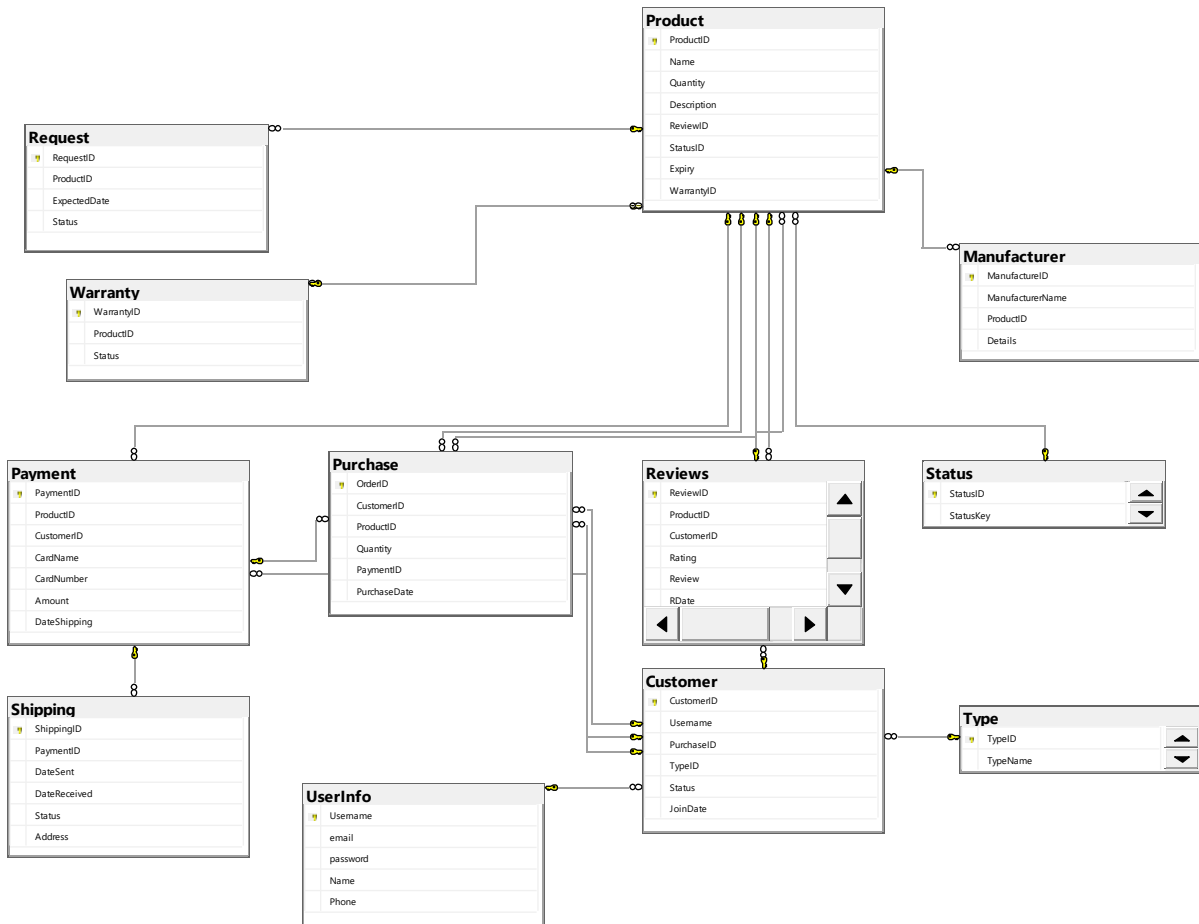 Product
ProductID
Name
Quantity
Description
ReviewID
StatusID
Expiry
WarrantyID
Request
RequestID
ProductID
ExpectedDate
Status
Manufacturer
ManufactureID
ManufacturerName
ProductID
Details
Warranty
WarrantyID
ProductID
Status
Payment
PaymentID
ProductID
CustomerID
CardName
CardNumber
Amount
DateShipping
Purchase
OrderID
CustomerID
ProductID
Quantity
PaymentID
PurchaseDate
Reviews
ReviewID
ProductID
CustomerID
Rating
Review
RDate
Status
StatusID
StatusKey
Shipping
ShippingID
PaymentID
DateSent
DateReceived
Status
Address
Customer
CustomerID
Username
PurchaseID
TypeID
Status
JoinDate
Type
TypeID
TypeName
UserInfo
Username
email
password
Name
Phone